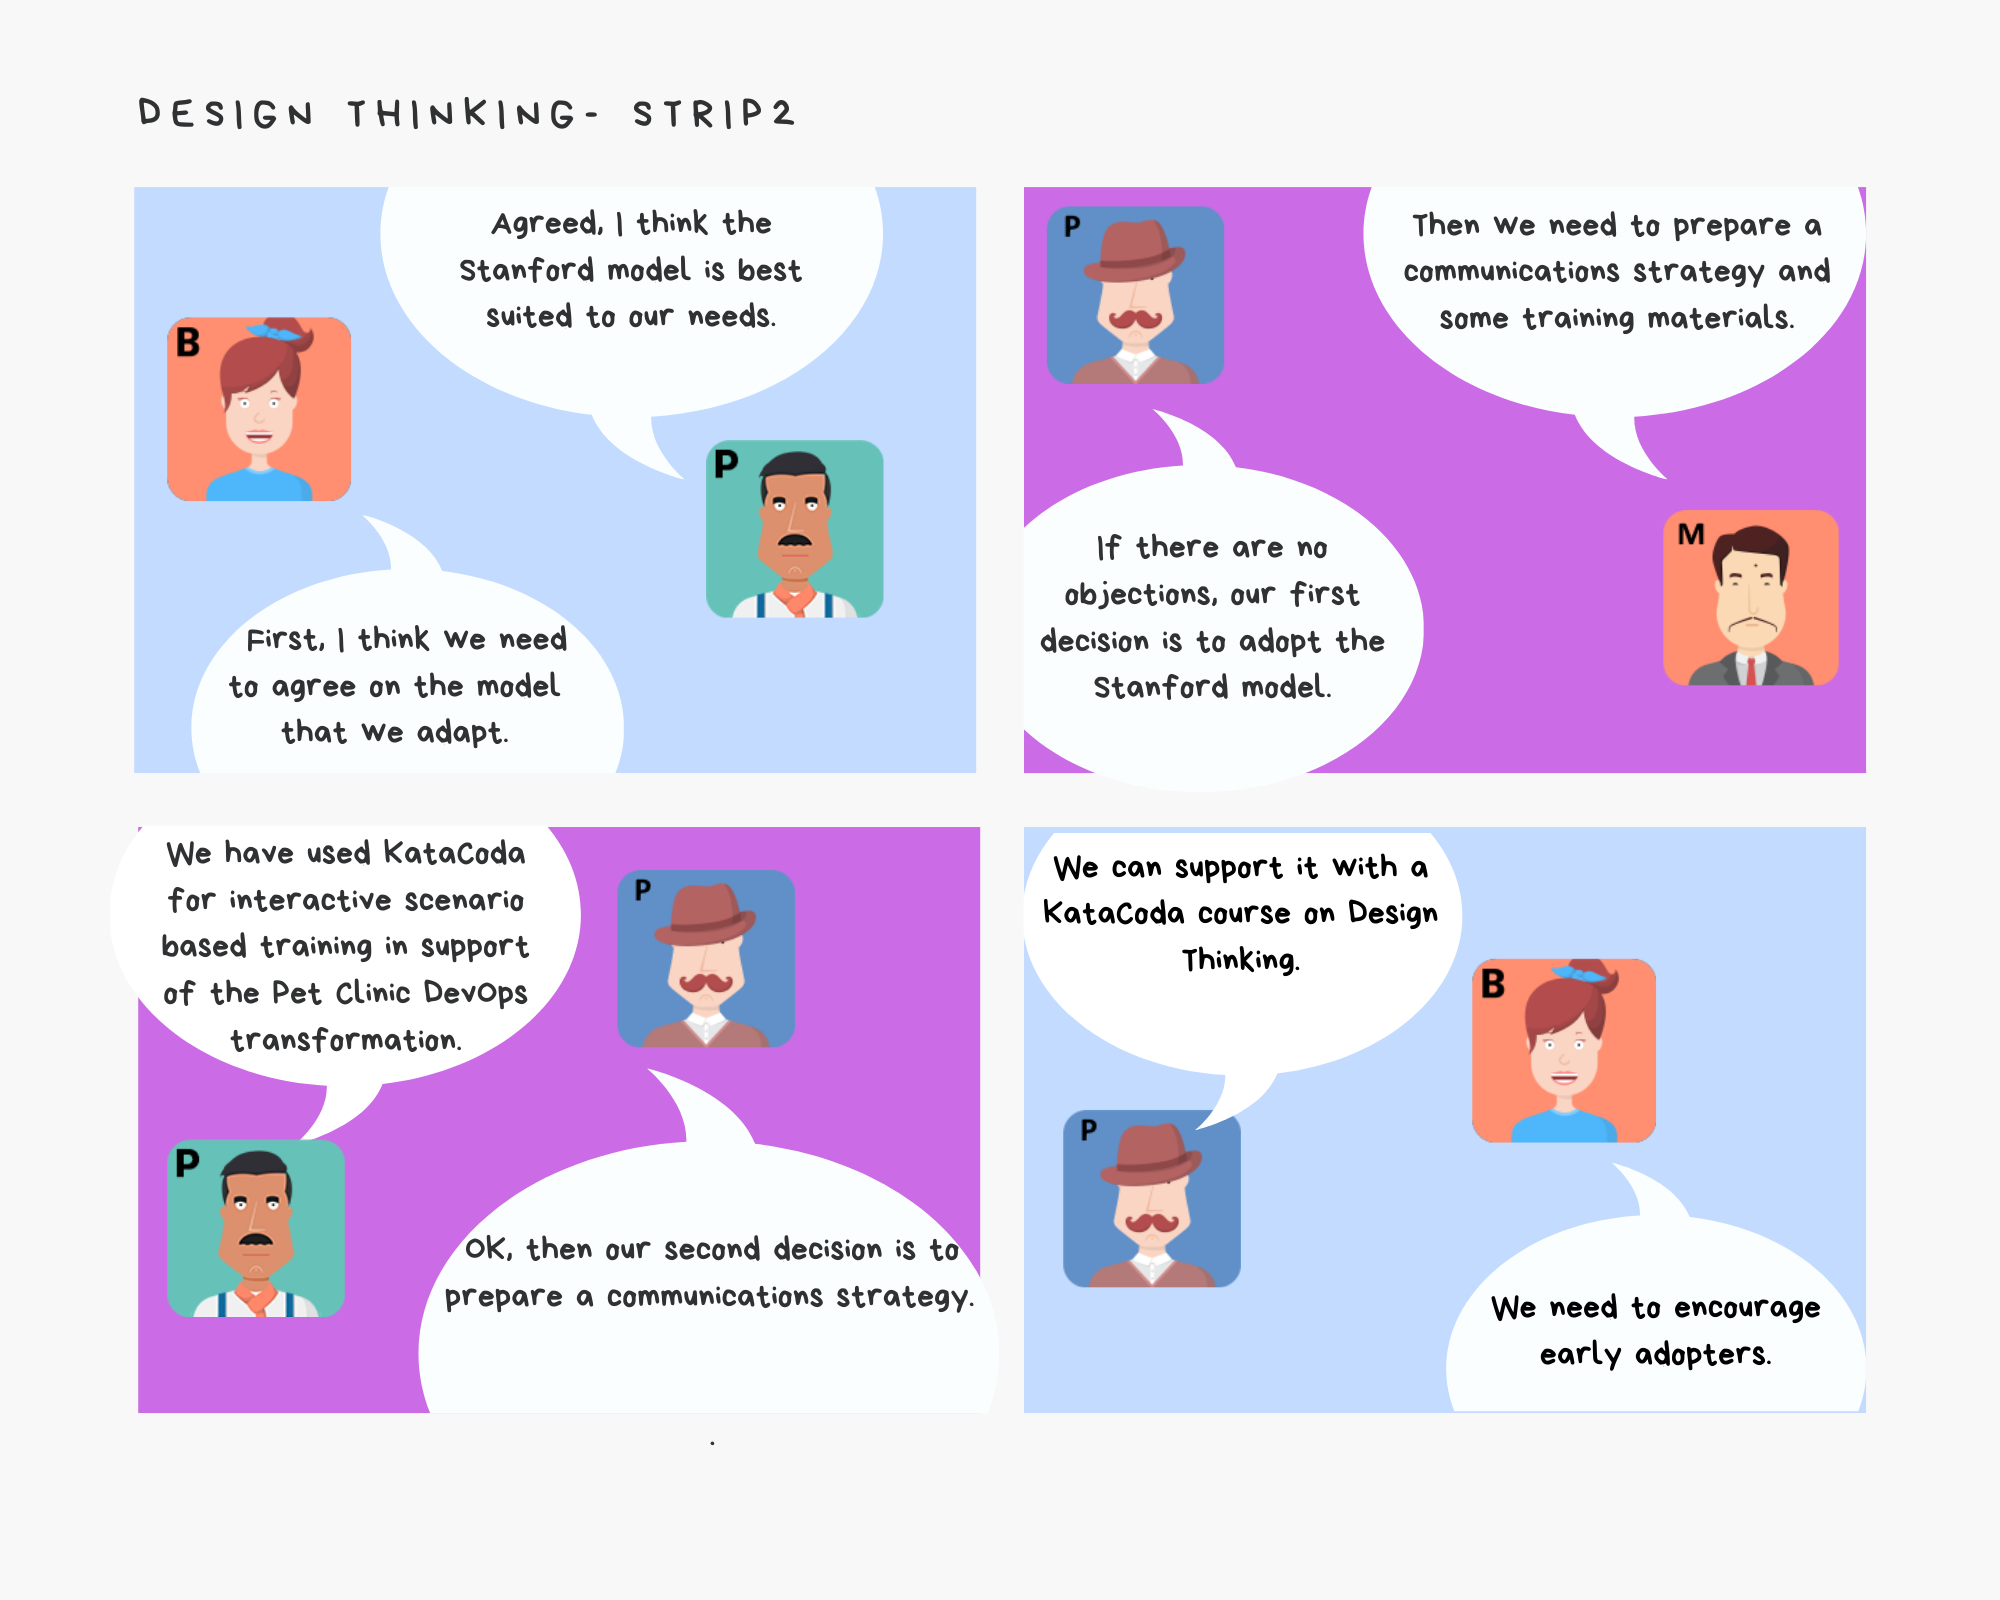 DESIGN THINKING- STRIP2
Agreed, I think the
Stanford model is best
suited to our needs.
B
P
First, I think we need
to agree on the model
that we adapt.
P
Then we need to prepare a
communications strategy and
some training materials.
If there are no
objections, our first
decision is to adopt the
Stanford model.
M
We have used KataCoda
for interactive scenario
based training in support
of the Pet Clinic DevOps
transformation.
P
P
OK, then our second decision is to
prepare a communications strategy.
.
We can support it with a
KataCoda course on Design
Thinking.
B
P
We need to encourage
early adopters.